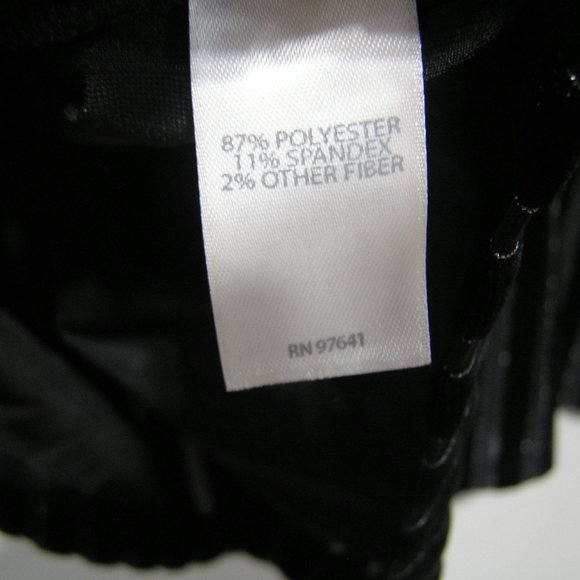 87% POLYESTER
11% SPANDEX
2% OTHER FIBER
RN 97641